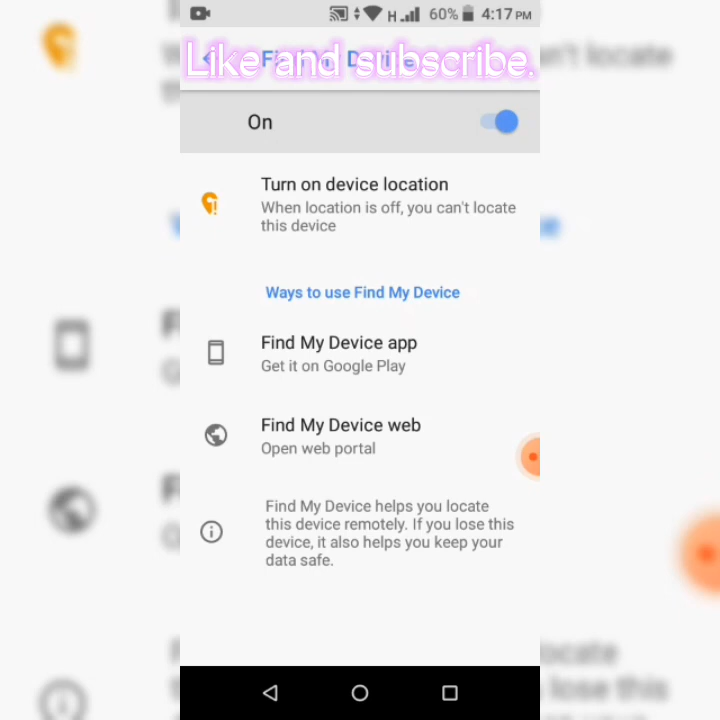 H 60% 4:17 PM
Like and subscribe.
On
Turn on device location
When location is off, you can't locate
this device
Ways to use Find My Device
Find My Device app
Get it on Google Play
Find My Device web
Open web portal
Find My Device helps you locate
this device remotely. If you lose this
device, it also helps you keep your
data safe.